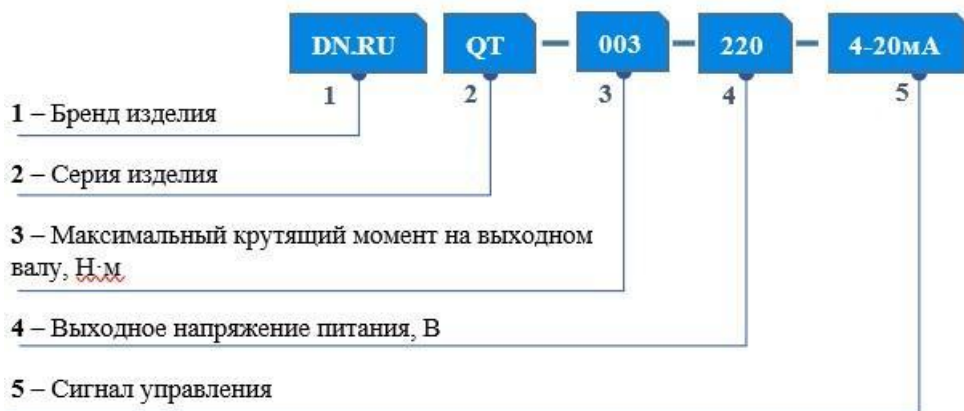 DN.RU QT – 003 – 220 – 4-20мА
1 2 3 4 5
1 – Бренд изделия
2 – Серия изделия
3 – Максимальный крутящий момент на выходном
валу, Н·м
4 – Выходное напряжение питания, В
5 – Сигнал управления